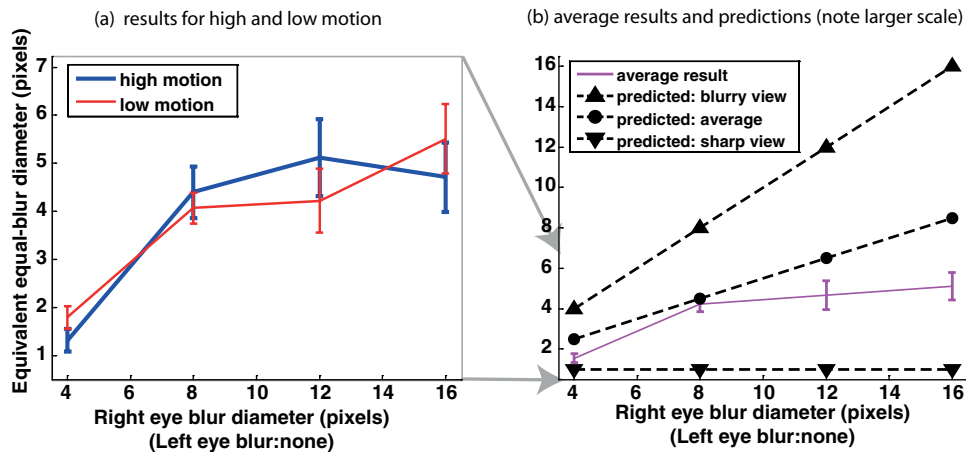 (a) results for high and low motion
Equivalent equal-blur diameter (pixels)
7
6
5
4
3
2
1
high motion
low motion
4 6 8 10 12 14 16
Right eye blur diameter (pixels)
(Left eye blur:none)
(b) average results and predictions (note larger scale)
16
14
12
10
8
6
4
2
average result
predicted: blurry view
predicted: average
predicted: sharp view
4 6 8 10 12 14 16
Right eye blur diameter (pixels)
(Left eye blur:none)